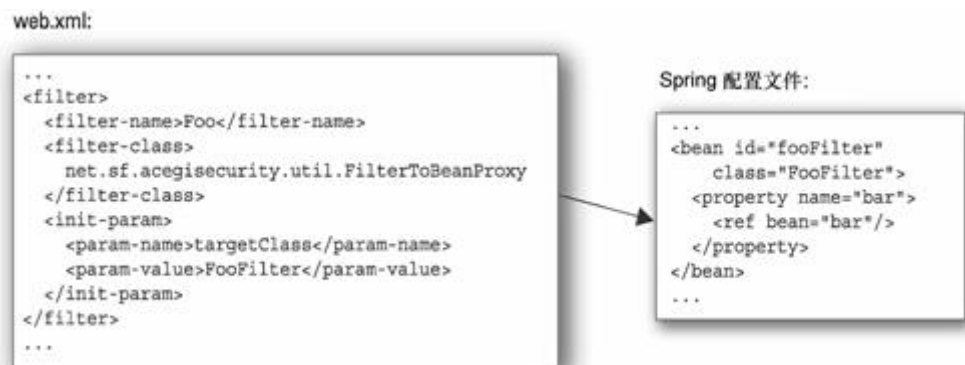 web.xml:
...
<filter>
  <filter-name>Foo</filter-name>
  <filter-class>
    net.sf.acegisecurity.util.FilterToBeanProxy
  </filter-class>
  <init-param>
    <param-name>targetClass</param-name>
    <param-value>FooFilter</param-value>
  </init-param>
</filter>
...
Spring 配置文件:
...
<bean id="fooFilter"
    class="FooFilter">
  <property name="bar">
    <ref bean="bar"/>
  </property>
</bean>
...